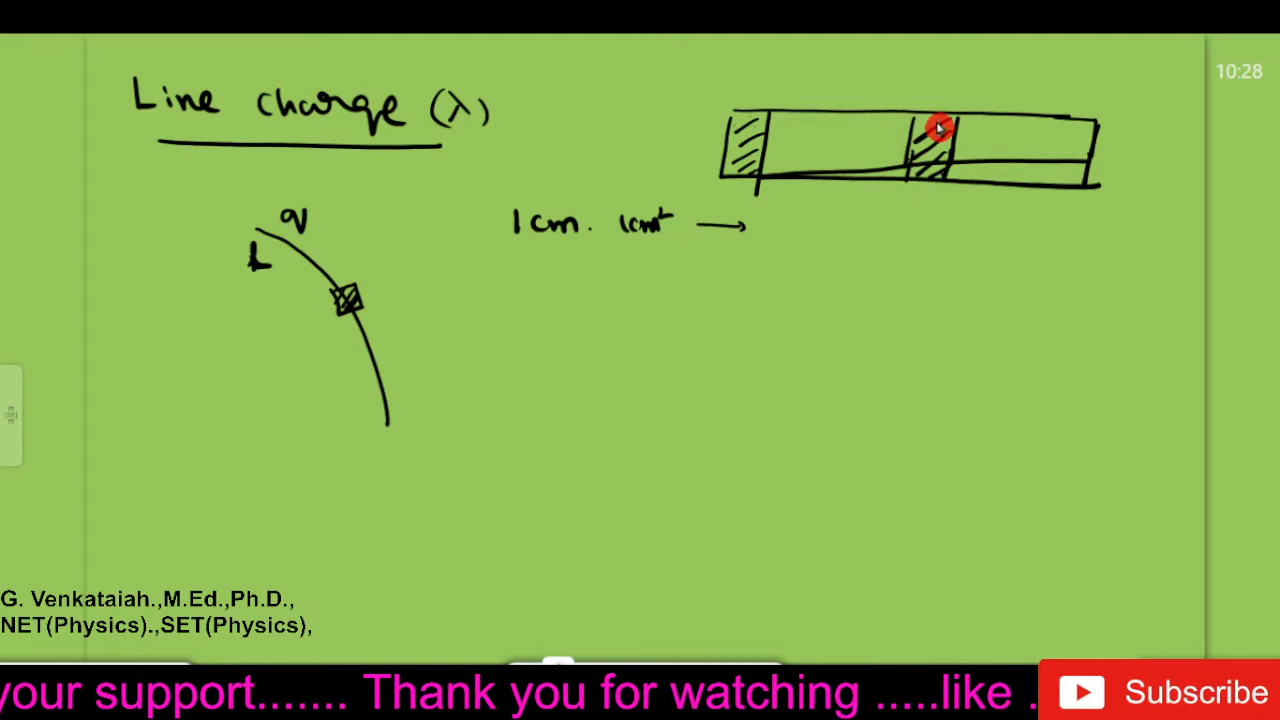 Line charge (λ)
10:28
q
L
1cm. 1cm² →
G. Venkataiah.,M.Ed.,Ph.D.,
NET(Physics).,SET(Physics),
your support....... Thank you for watching .....like .
Subscribe